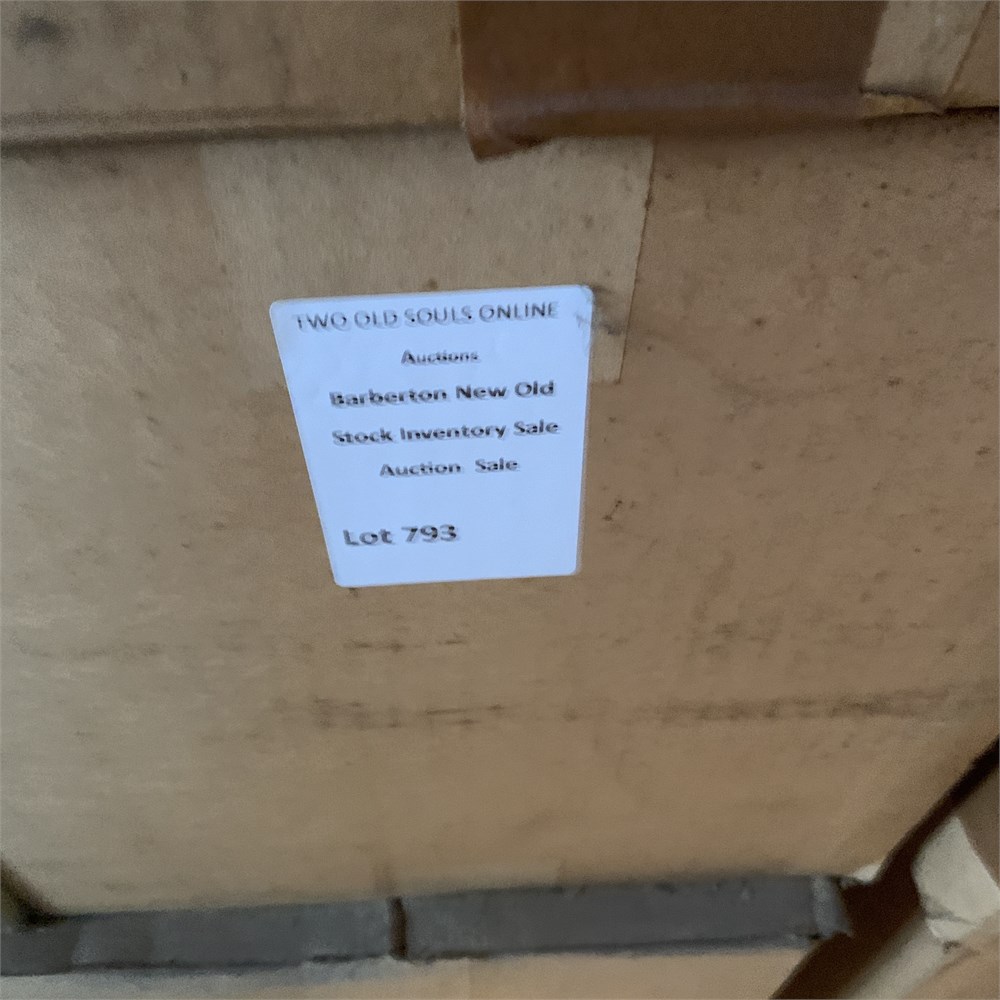 TWO OLD SOULS ONLINE
Auctions
Barberton New Old
Stock Inventory Sale
Auction Sale
Lot 793